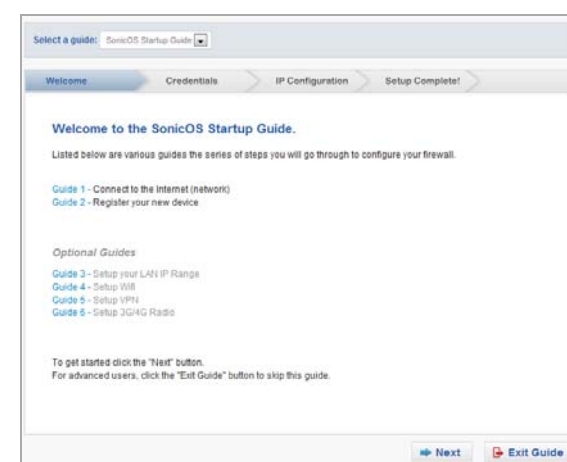 Select a guide: SonicOS Startup Guide
Welcome Credentials IP Configuration Setup Complete!
Welcome to the SonicOS Startup Guide.
Listed below are various guides the series of steps you will go through to configure your firewall.
Guide 1 - Connect to the Internet (network)
Guide 2 - Register your new device
Optional Guides
Guide 3 - Setup your LAN IP Range
Guide 4 - Setup Wifi
Guide 5 - Setup VPN
Guide 6 - Setup 3G/4G Radio
To get started click the "Next" button.
For advanced users, click the "Exit Guide" button to skip this guide.
Next Exit Guide